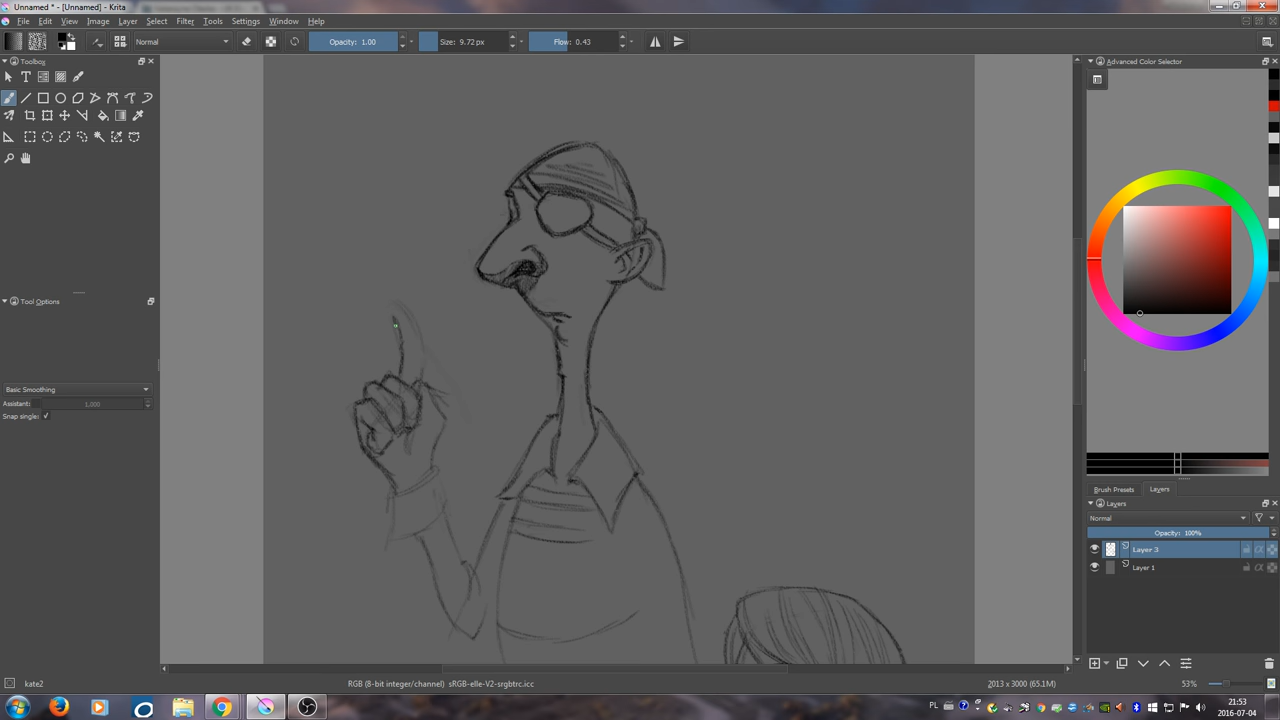 Unnamed * - [Unnamed] - Krita
File Edit View Image Layer Select Filter Tools Settings Window Help
Normal
Opacity: 1.00
Size: 9.72 px
Flow: 0.43
Toolbox
Advanced Color Selector
Tool Options
Basic Smoothing
Assistant:
1,000
Snap single:
Brush Presets
Layers
Layers
Normal
Opacity: 100%
Layer 3
Layer 1
kate2
RGB (8-bit integer/channel) sRGB-elle-V2-srgbtrc.icc
2013 x 3000 (65.1M)
53%
PL
21:53
2016-07-04